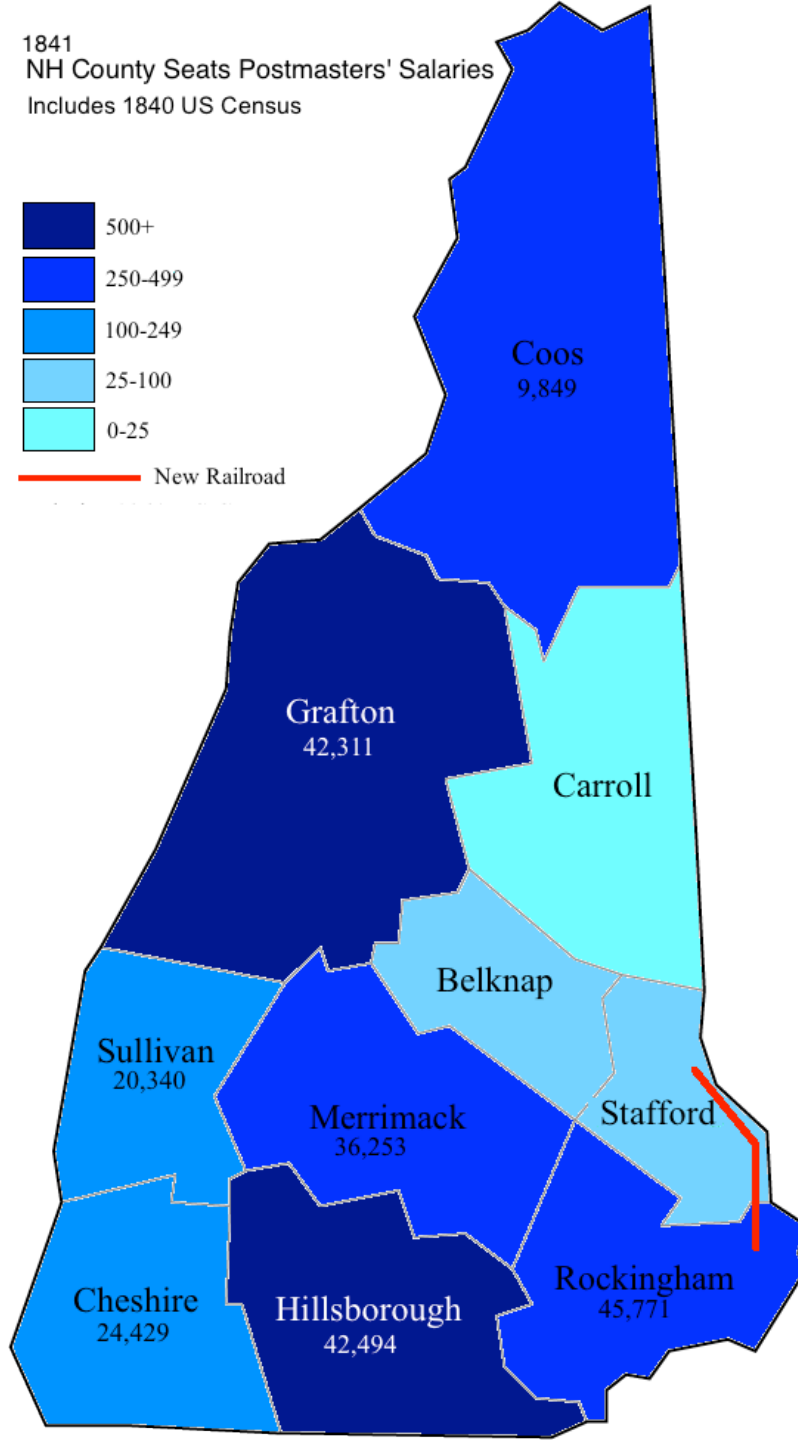 1841
NH County Seats Postmasters' Salaries
Includes 1840 US Census
500+
250-499
100-249
25-100
0-25
New Railroad
Coos
9,849
Grafton
42,311
Carroll
Belknap
Sullivan
20,340
Merrimack
36,253
Stafford
Cheshire
24,429
Hillsborough
42,494
Rockingham
45,771